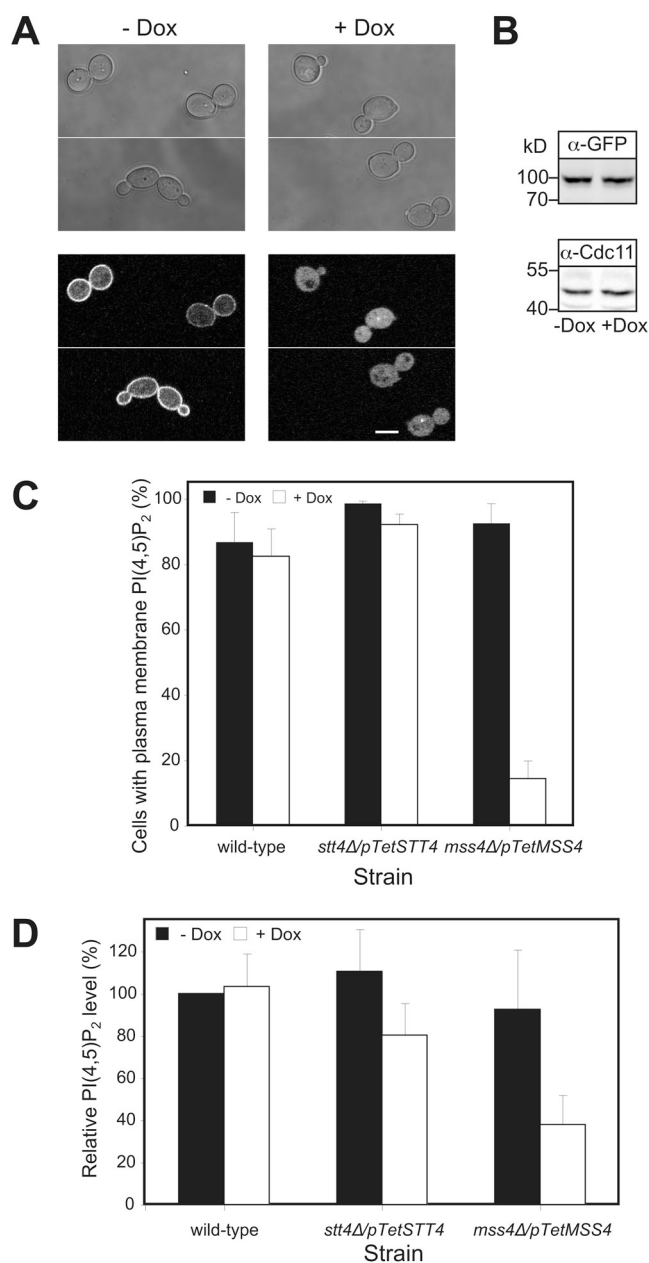 A
- Dox
+ Dox
B
kD
α-GFP
100
70
α-Cdc11
55
40
-Dox +Dox
C
Cells with plasma membrane PI(4,5)P₂ (%)
- Dox
+ Dox
100
80
60
40
20
0
wild-type
stt4Δ/pTetSTT4
mss4Δ/pTetMSS4
Strain
D
Relative PI(4,5)P₂ level (%)
- Dox
+ Dox
120
100
80
60
40
20
0
wild-type
stt4Δ/pTetSTT4
mss4Δ/pTetMSS4
Strain